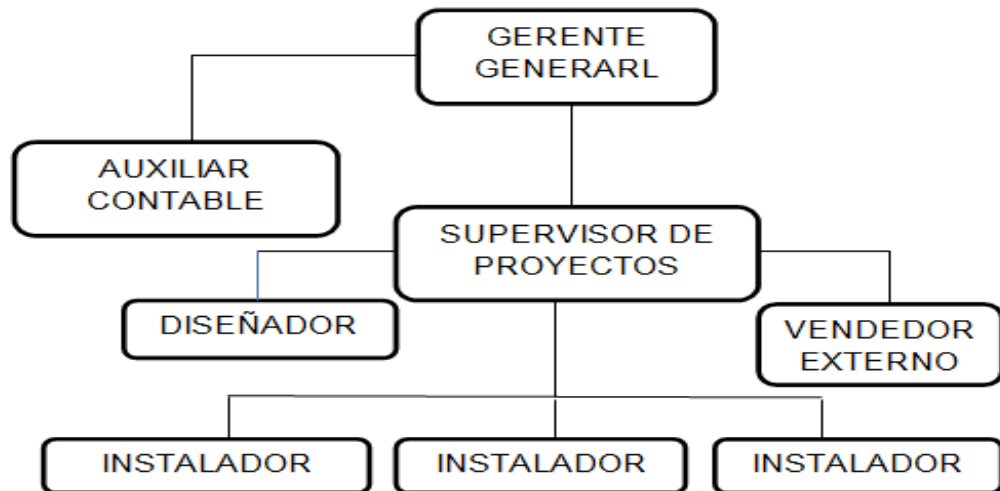 GERENTE
GENERARL
AUXILIAR
CONTABLE
SUPERVISOR DE
PROYECTOS
DISEÑADOR
VENDEDOR
EXTERNO
INSTALADOR
INSTALADOR
INSTALADOR